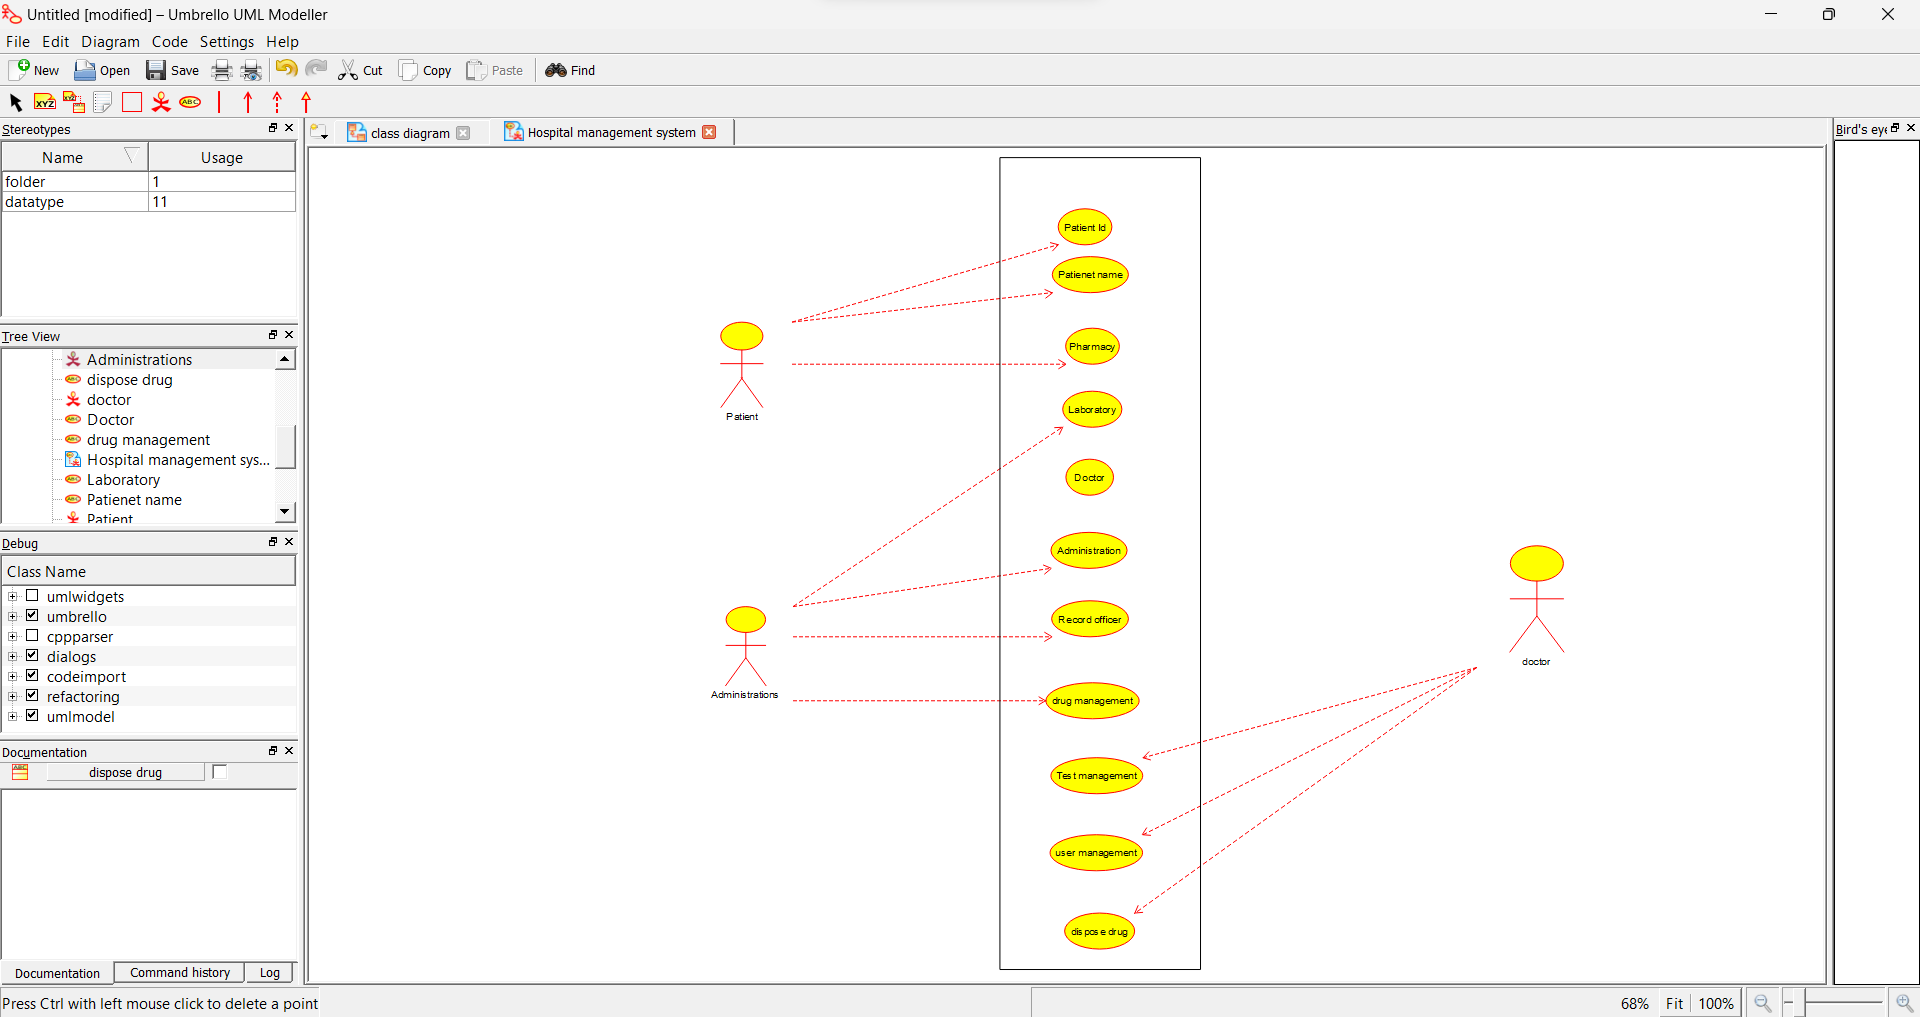 Untitled [modified] – Umbrello UML Modeller
File Edit Diagram Code Settings Help
New Open Save Cut Copy Paste Find
XYZ XYZ ABC
Stereotypes
Name Usage
folder 1
datatype 11
Tree View
Administrations
dispose drug
doctor
Doctor
drug management
Hospital management sys...
Laboratory
Patienet name
Patient
Debug
Class Name
umlwidgets
umbrello
cppparser
dialogs
codeimport
refactoring
umlmodel
Documentation
dispose drug
Documentation Command history Log
Press Ctrl with left mouse click to delete a point
class diagram Hospital management system
Bird's eye
Patient Id
Patienet name
Pharmacy
Patient
Laboratory
Doctor
Administration
Record officer
Administrations
drug management
doctor
Test management
user management
dispose drug
68% Fit 100%